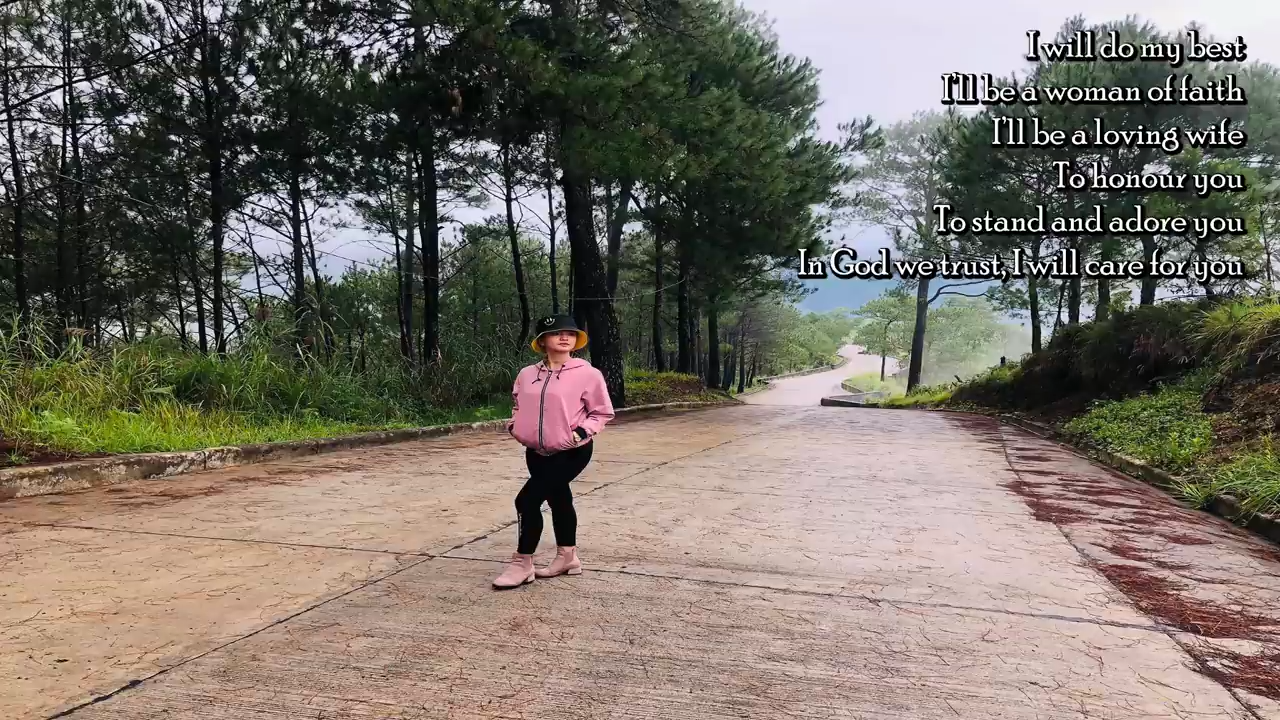 I will do my best
I'll be a woman of faith
I'll be a loving wife
To honour you
To stand and adore you
In God we trust, I will care for you